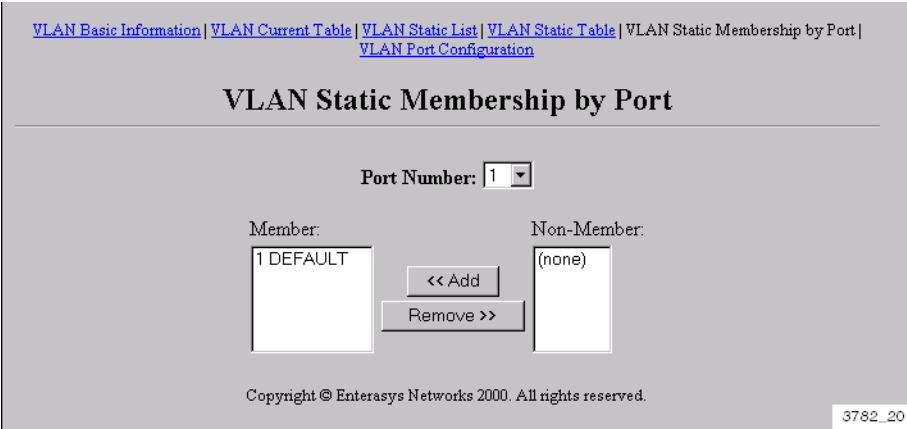 VLAN Basic Information | VLAN Current Table | VLAN Static List | VLAN Static Table | VLAN Static Membership by Port |
VLAN Port Configuration
VLAN Static Membership by Port
Port Number: 1
Member:
1 DEFAULT
<< Add
Remove >>
Non-Member:
(none)
Copyright © Enterasys Networks 2000. All rights reserved.
3782_20